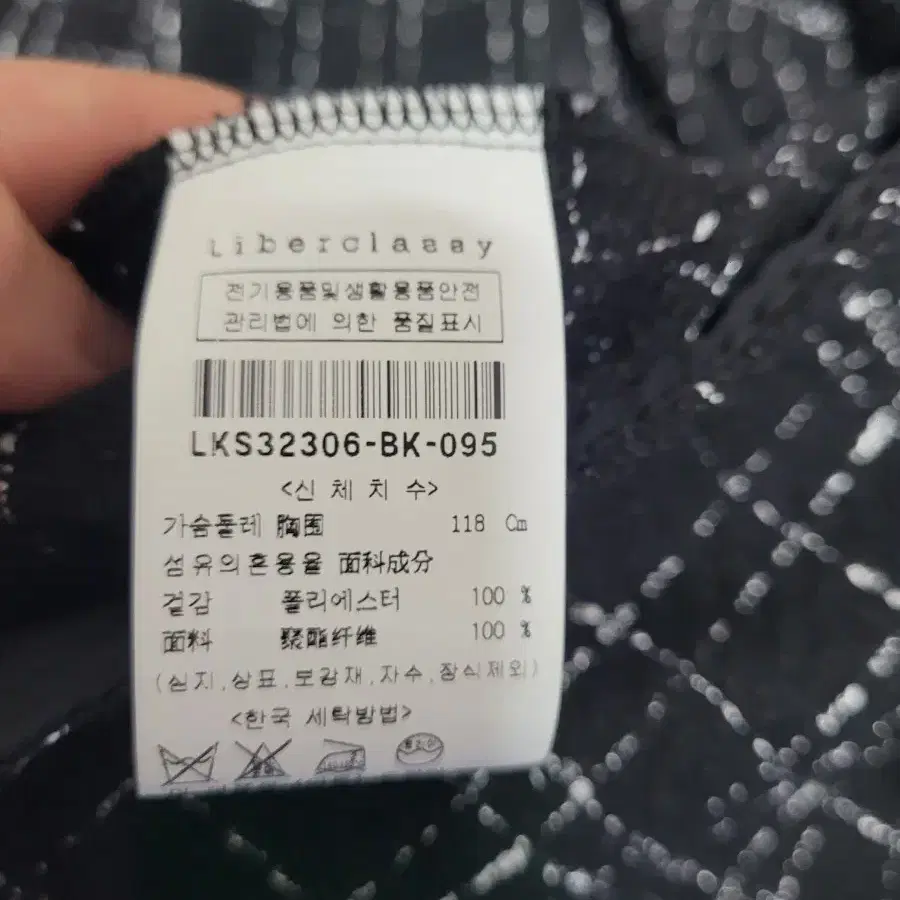 Liberclassy
전기용품및생활용품안전
관리법에 의한 품질표시
LKS32306-BK-095
<신 체 치 수>
가슴둘레 胸围 118 Cm
섬유의혼용율 面料成分
겉감 폴리에스터 100 %
面料 聚酯纤维 100 %
(심지,상표,보강재,자수,장식제외)
<한국 세탁방법>